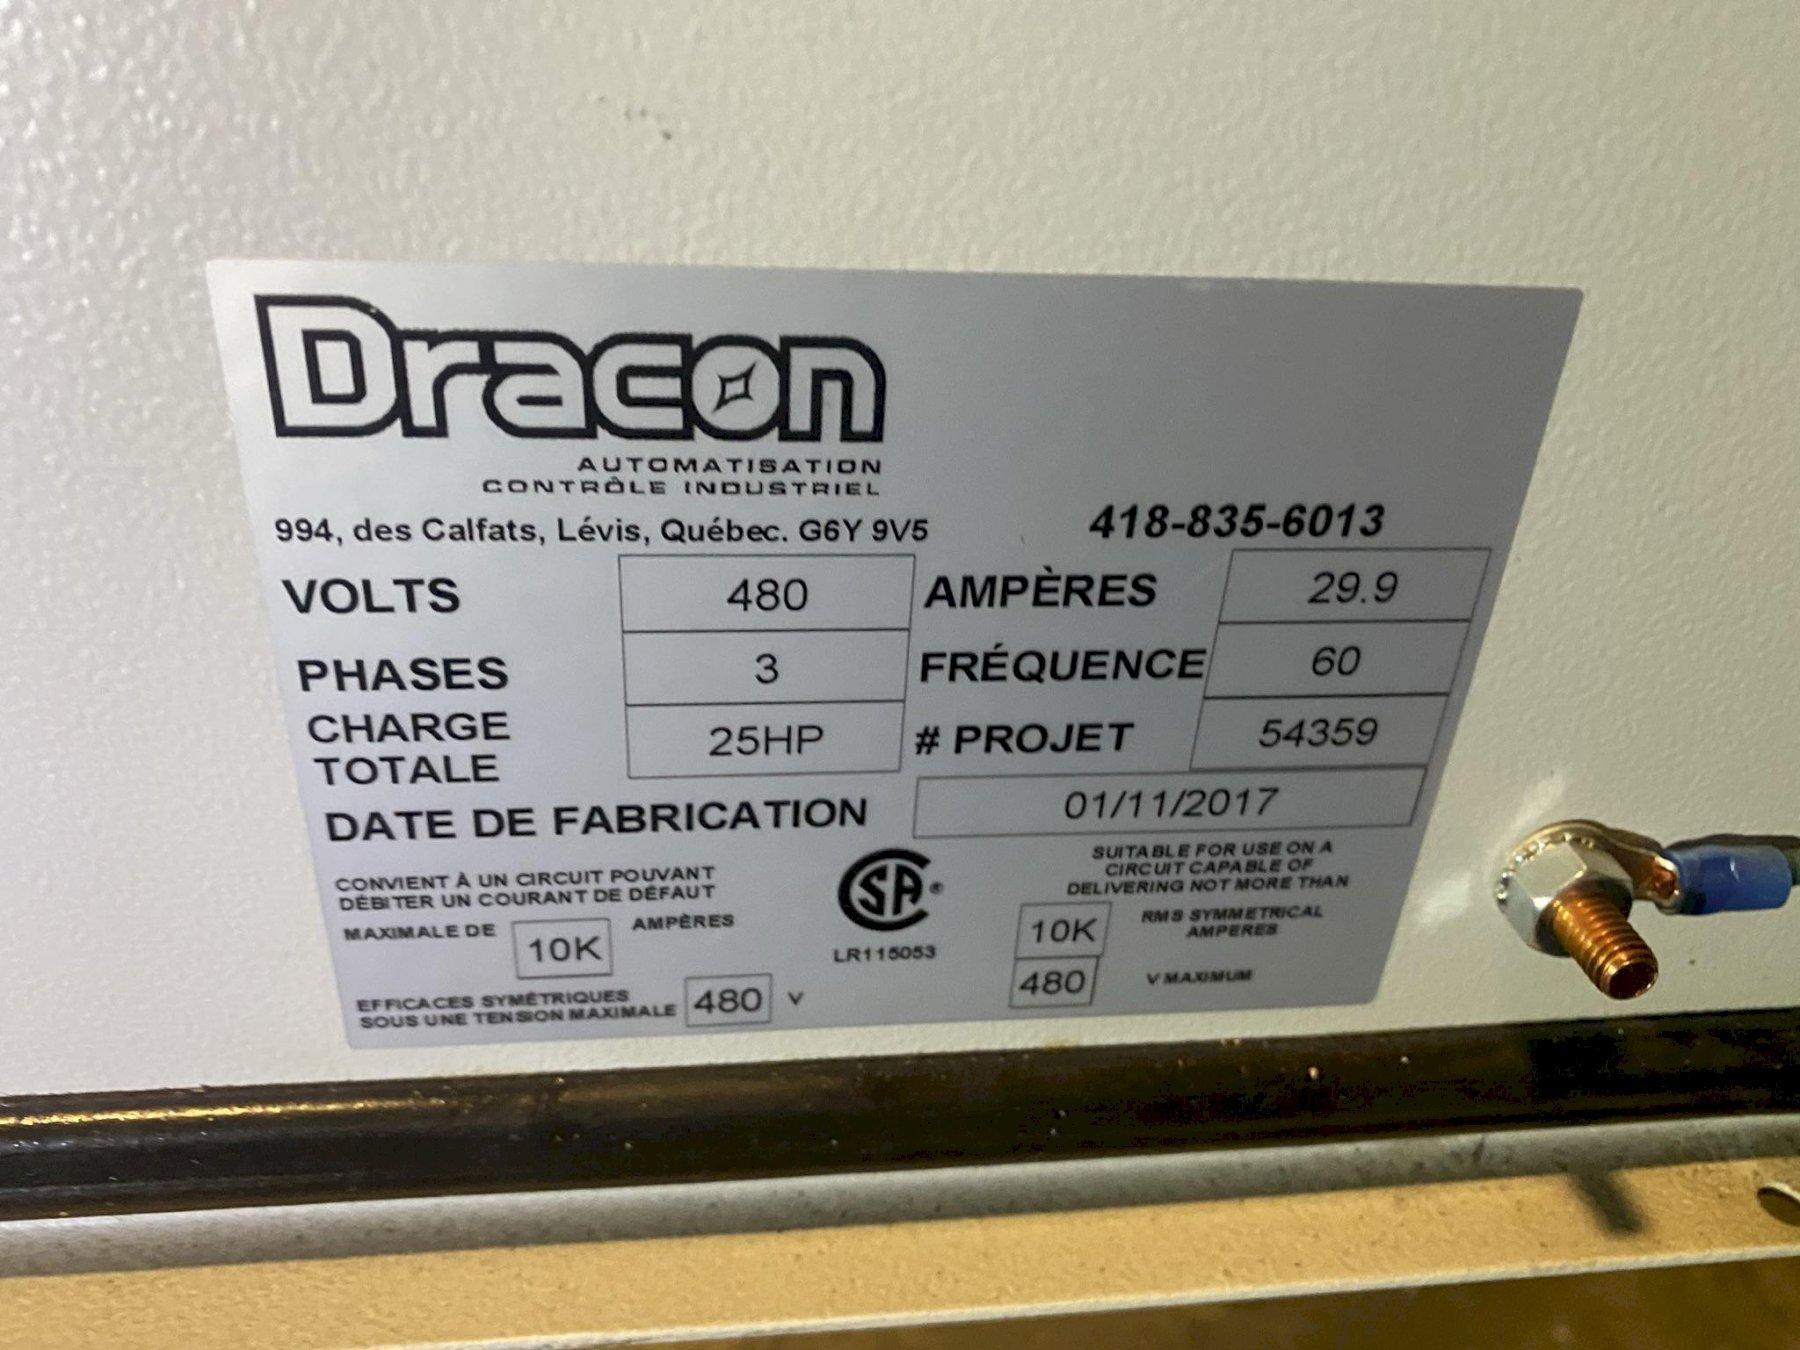 Dracon
AUTOMATISATION
CONTRÔLE INDUSTRIEL
994, des Calfats, Lévis, Québec. G6Y 9V5
418-835-6013
VOLTS 480 AMPÈRES 29.9
PHASES 3 FRÉQUENCE 60
CHARGE
TOTALE 25HP # PROJET 54359
DATE DE FABRICATION 01/11/2017
CONVIENT À UN CIRCUIT POUVANT
DÉBITER UN COURANT DE DÉFAUT
MAXIMALE DE 10K AMPÈRES
EFFICACES SYMÉTRIQUES
SOUS UNE TENSION MAXIMALE 480 V
SA ®
LR115053
SUITABLE FOR USE ON A
CIRCUIT CAPABLE OF
DELIVERING NOT MORE THAN
10K RMS SYMMETRICAL
AMPERES
480 V MAXIMUM